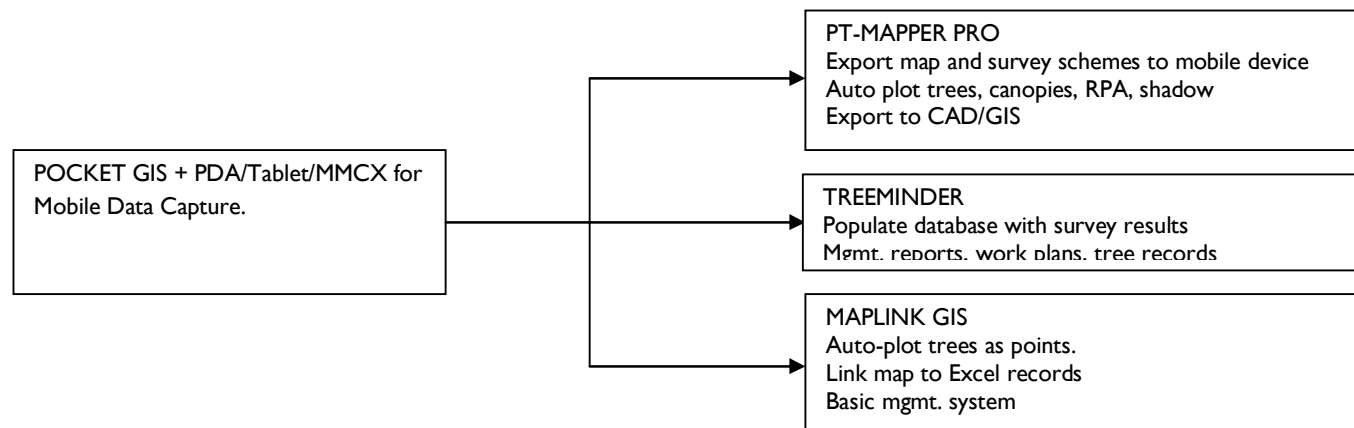 PT-MAPPER PRO
Export map and survey schemes to mobile device
Auto plot trees, canopies, RPA, shadow
Export to CAD/GIS
POCKET GIS + PDA/Tablet/MMCX for
Mobile Data Capture.
TREEMINDER
Populate database with survey results
Mgmt. reports, work plans, tree records
MAPLINK GIS
Auto-plot trees as points.
Link map to Excel records
Basic mgmt. system